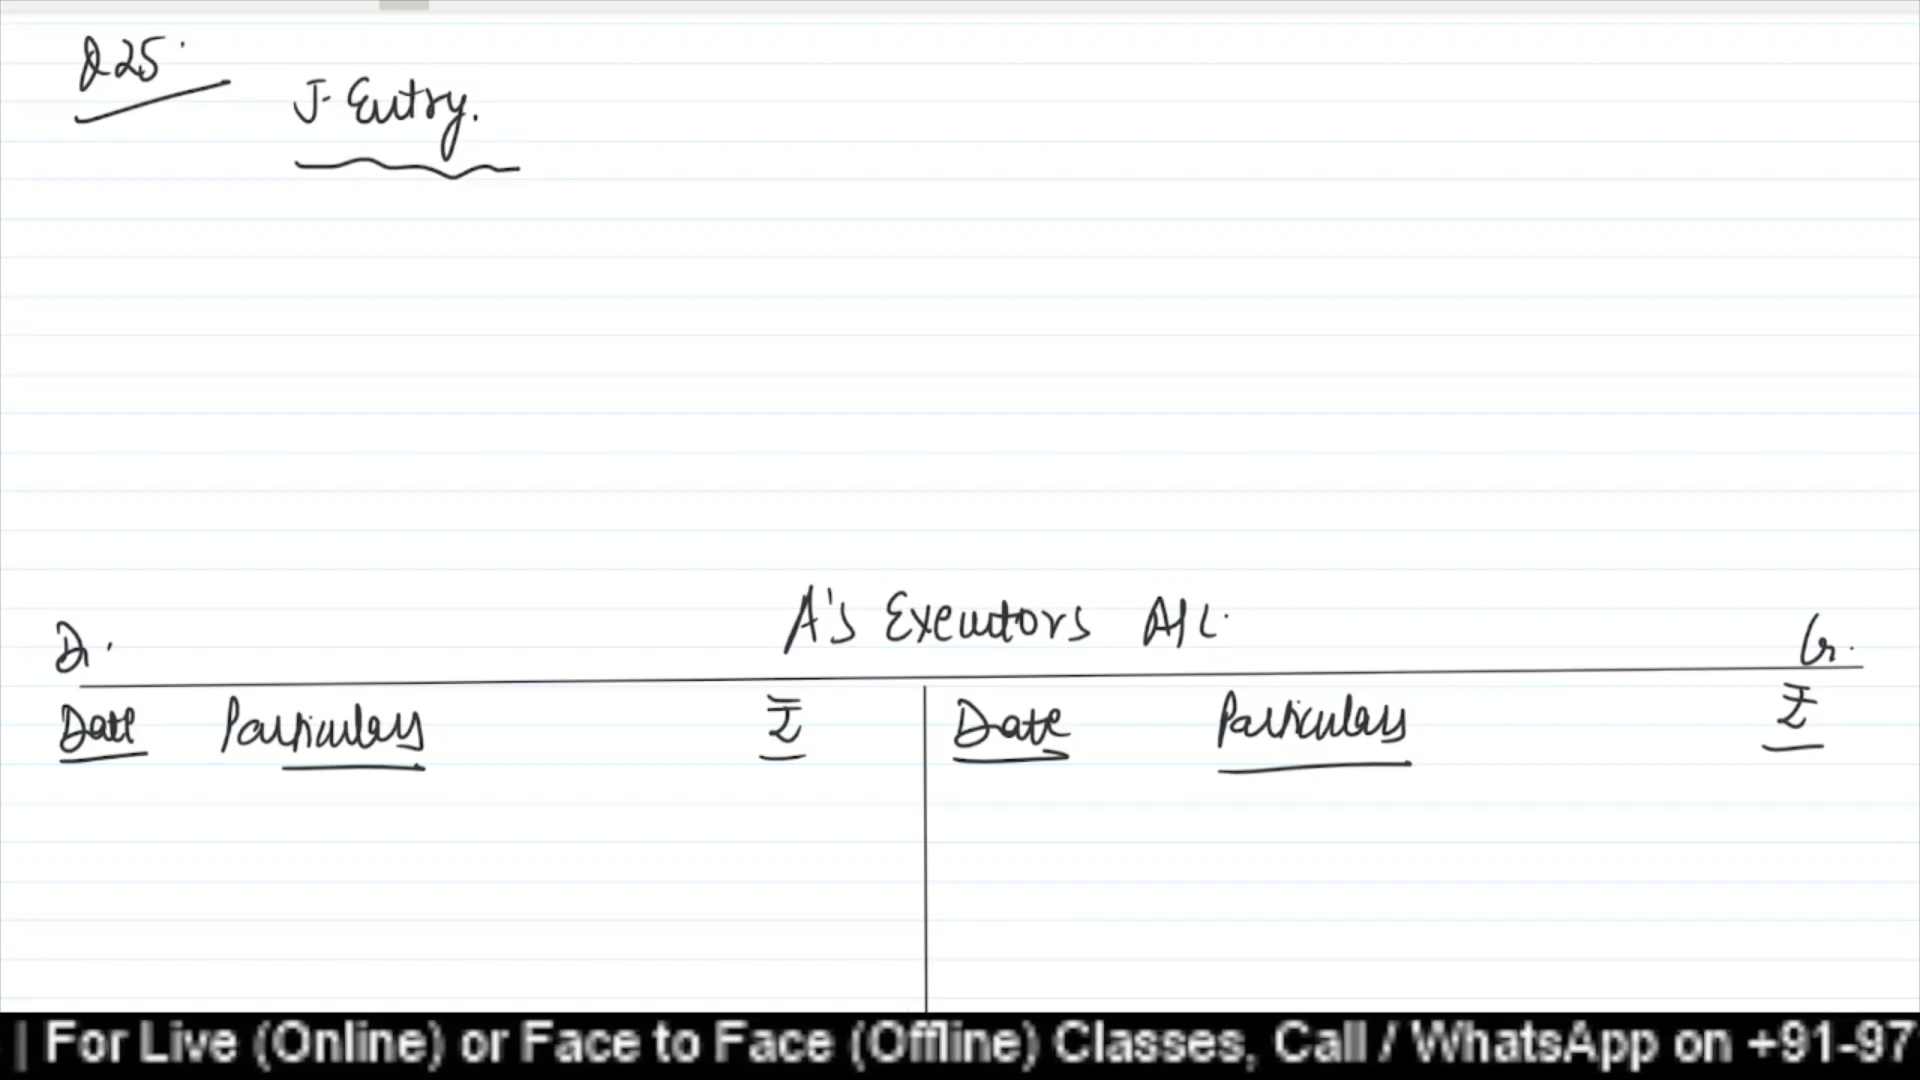 Q25.
J-Entry.
A's Executors A/c.
Dr. Cr.
Date Particulars ₹ Date Particulars ₹
| For Live (Online) or Face to Face (Offline) Classes, Call / WhatsApp on +91-97